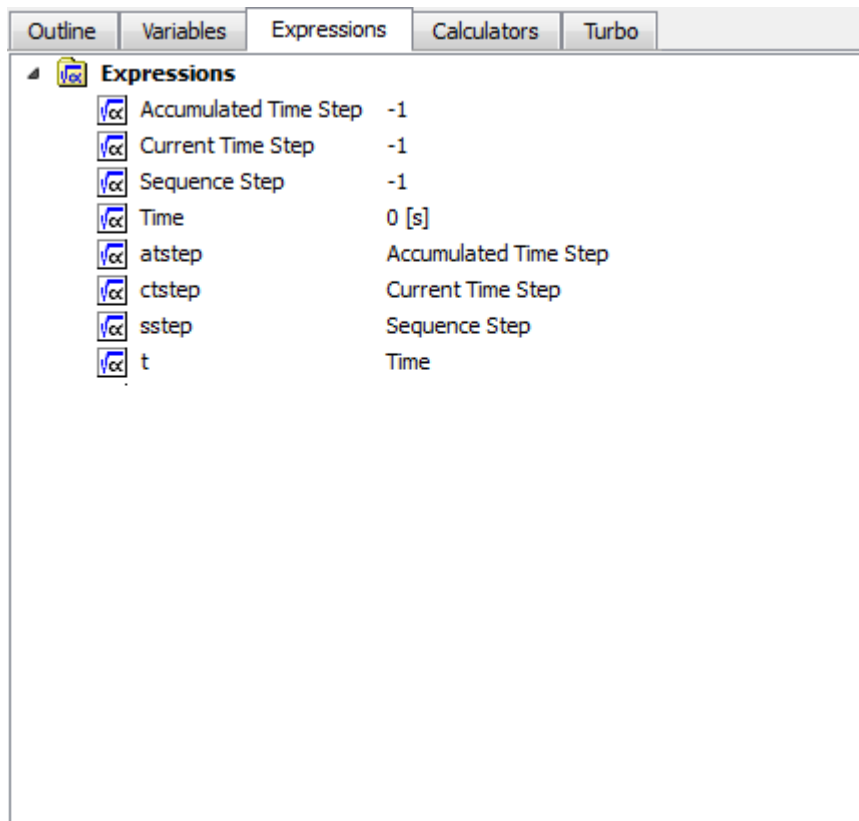 Outline Variables Expressions Calculators Turbo
Expressions
Accumulated Time Step -1
Current Time Step -1
Sequence Step -1
Time 0 [s]
atstep Accumulated Time Step
ctstep Current Time Step
sstep Sequence Step
t Time